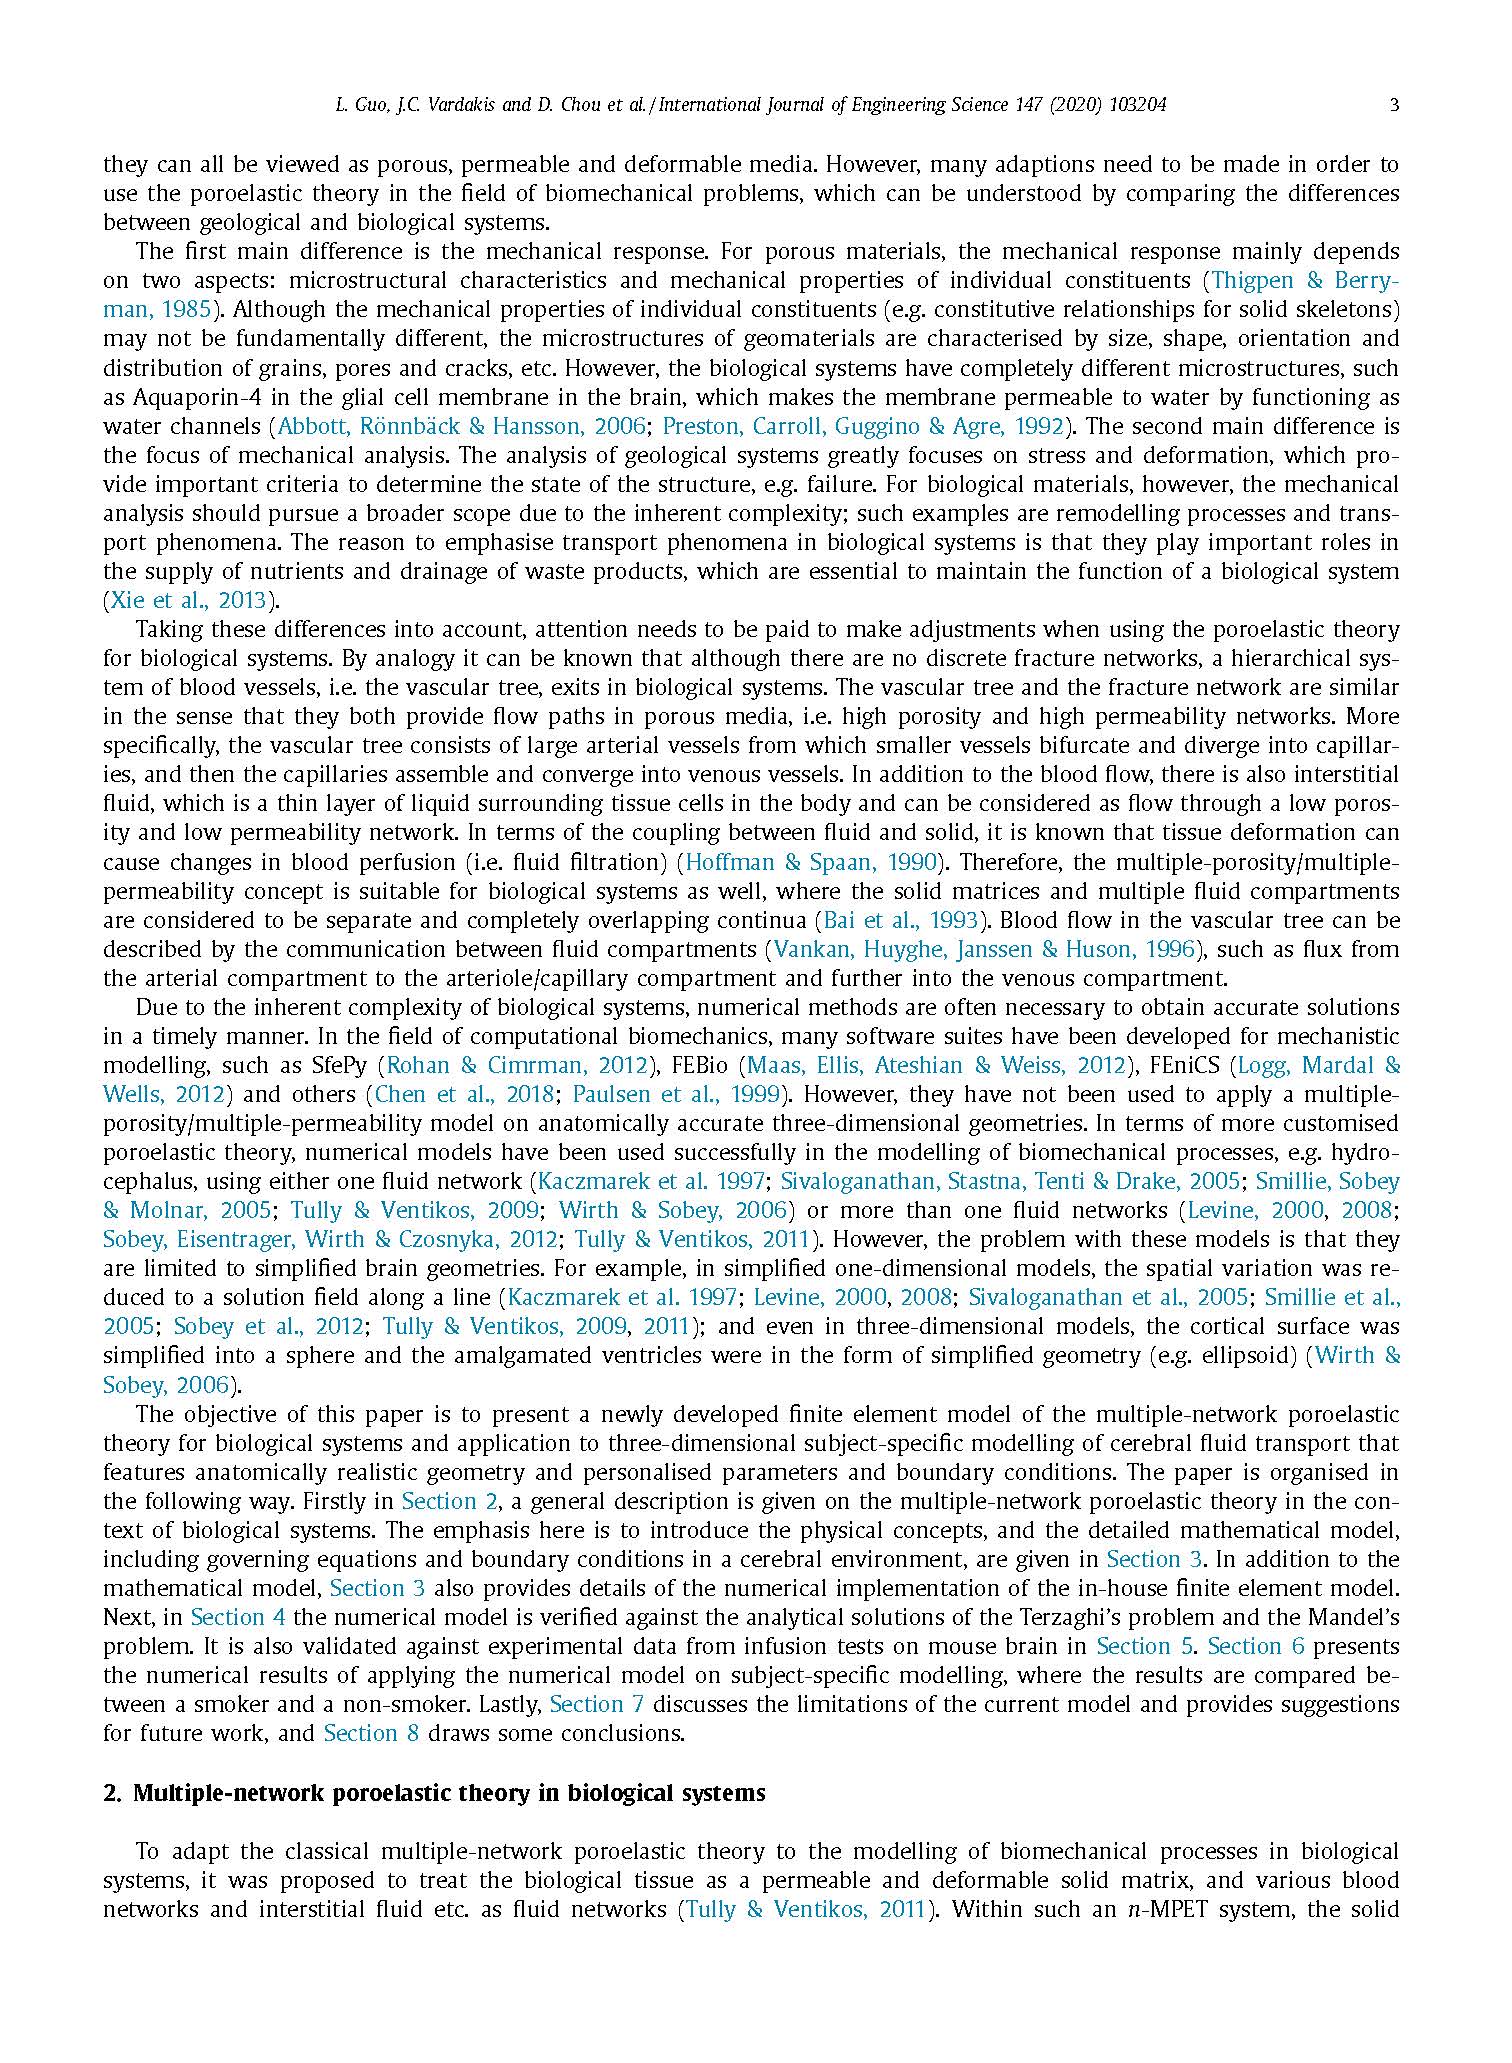 L. Guo, J.C. Vardakis and D. Chou et al. / International Journal of Engineering Science 147 (2020) 103204 3
they can all be viewed as porous, permeable and deformable media. However, many adaptions need to be made in order to
use the poroelastic theory in the field of biomechanical problems, which can be understood by comparing the differences
between geological and biological systems.
The first main difference is the mechanical response. For porous materials, the mechanical response mainly depends
on two aspects: microstructural characteristics and mechanical properties of individual constituents (Thigpen & Berry-
man, 1985). Although the mechanical properties of individual constituents (e.g. constitutive relationships for solid skeletons)
may not be fundamentally different, the microstructures of geomaterials are characterised by size, shape, orientation and
distribution of grains, pores and cracks, etc. However, the biological systems have completely different microstructures, such
as Aquaporin-4 in the glial cell membrane in the brain, which makes the membrane permeable to water by functioning as
water channels (Abbott, Rönnbäck & Hansson, 2006; Preston, Carroll, Guggino & Agre, 1992). The second main difference is
the focus of mechanical analysis. The analysis of geological systems greatly focuses on stress and deformation, which pro-
vide important criteria to determine the state of the structure, e.g. failure. For biological materials, however, the mechanical
analysis should pursue a broader scope due to the inherent complexity; such examples are remodelling processes and trans-
port phenomena. The reason to emphasise transport phenomena in biological systems is that they play important roles in
the supply of nutrients and drainage of waste products, which are essential to maintain the function of a biological system
(Xie et al., 2013).
Taking these differences into account, attention needs to be paid to make adjustments when using the poroelastic theory
for biological systems. By analogy it can be known that although there are no discrete fracture networks, a hierarchical sys-
tem of blood vessels, i.e. the vascular tree, exits in biological systems. The vascular tree and the fracture network are similar
in the sense that they both provide flow paths in porous media, i.e. high porosity and high permeability networks. More
specifically, the vascular tree consists of large arterial vessels from which smaller vessels bifurcate and diverge into capillar-
ies, and then the capillaries assemble and converge into venous vessels. In addition to the blood flow, there is also interstitial
fluid, which is a thin layer of liquid surrounding tissue cells in the body and can be considered as flow through a low poros-
ity and low permeability network. In terms of the coupling between fluid and solid, it is known that tissue deformation can
cause changes in blood perfusion (i.e. fluid filtration) (Hoffman & Spaan, 1990). Therefore, the multiple-porosity/multiple-
permeability concept is suitable for biological systems as well, where the solid matrices and multiple fluid compartments
are considered to be separate and completely overlapping continua (Bai et al., 1993). Blood flow in the vascular tree can be
described by the communication between fluid compartments (Vankan, Huyghe, Janssen & Huson, 1996), such as flux from
the arterial compartment to the arteriole/capillary compartment and further into the venous compartment.
Due to the inherent complexity of biological systems, numerical methods are often necessary to obtain accurate solutions
in a timely manner. In the field of computational biomechanics, many software suites have been developed for mechanistic
modelling, such as SfePy (Rohan & Cimrman, 2012), FEBio (Maas, Ellis, Ateshian & Weiss, 2012), FEniCS (Logg, Mardal &
Wells, 2012) and others (Chen et al., 2018; Paulsen et al., 1999). However, they have not been used to apply a multiple-
porosity/multiple-permeability model on anatomically accurate three-dimensional geometries. In terms of more customised
poroelastic theory, numerical models have been used successfully in the modelling of biomechanical processes, e.g. hydro-
cephalus, using either one fluid network (Kaczmarek et al. 1997; Sivaloganathan, Stastna, Tenti & Drake, 2005; Smillie, Sobey
& Molnar, 2005; Tully & Ventikos, 2009; Wirth & Sobey, 2006) or more than one fluid networks (Levine, 2000, 2008;
Sobey, Eisentrager, Wirth & Czosnyka, 2012; Tully & Ventikos, 2011). However, the problem with these models is that they
are limited to simplified brain geometries. For example, in simplified one-dimensional models, the spatial variation was re-
duced to a solution field along a line (Kaczmarek et al. 1997; Levine, 2000, 2008; Sivaloganathan et al., 2005; Smillie et al.,
2005; Sobey et al., 2012; Tully & Ventikos, 2009, 2011); and even in three-dimensional models, the cortical surface was
simplified into a sphere and the amalgamated ventricles were in the form of simplified geometry (e.g. ellipsoid) (Wirth &
Sobey, 2006).
The objective of this paper is to present a newly developed finite element model of the multiple-network poroelastic
theory for biological systems and application to three-dimensional subject-specific modelling of cerebral fluid transport that
features anatomically realistic geometry and personalised parameters and boundary conditions. The paper is organised in
the following way. Firstly in Section 2, a general description is given on the multiple-network poroelastic theory in the con-
text of biological systems. The emphasis here is to introduce the physical concepts, and the detailed mathematical model,
including governing equations and boundary conditions in a cerebral environment, are given in Section 3. In addition to the
mathematical model, Section 3 also provides details of the numerical implementation of the in-house finite element model.
Next, in Section 4 the numerical model is verified against the analytical solutions of the Terzaghi's problem and the Mandel's
problem. It is also validated against experimental data from infusion tests on mouse brain in Section 5. Section 6 presents
the numerical results of applying the numerical model on subject-specific modelling, where the results are compared be-
tween a smoker and a non-smoker. Lastly, Section 7 discusses the limitations of the current model and provides suggestions
for future work, and Section 8 draws some conclusions.
2. Multiple-network poroelastic theory in biological systems
To adapt the classical multiple-network poroelastic theory to the modelling of biomechanical processes in biological
systems, it was proposed to treat the biological tissue as a permeable and deformable solid matrix, and various blood
networks and interstitial fluid etc. as fluid networks (Tully & Ventikos, 2011). Within such an n-MPET system, the solid